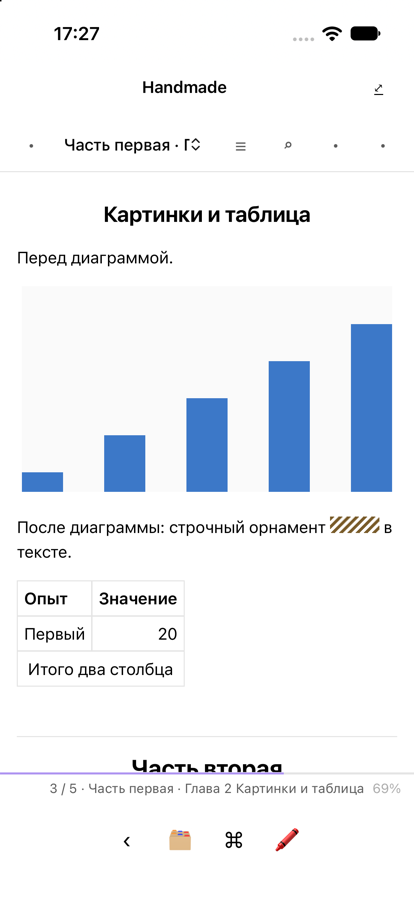 17:27
Handmade
Часть первая · Г
Картинки и таблица
Перед диаграммой.
После диаграммы: строчный орнамент в
тексте.
Опыт Значение
Первый 20
Итого два столбца
Часть вторая
3 / 5 · Часть первая · Глава 2 Картинки и таблица 69%